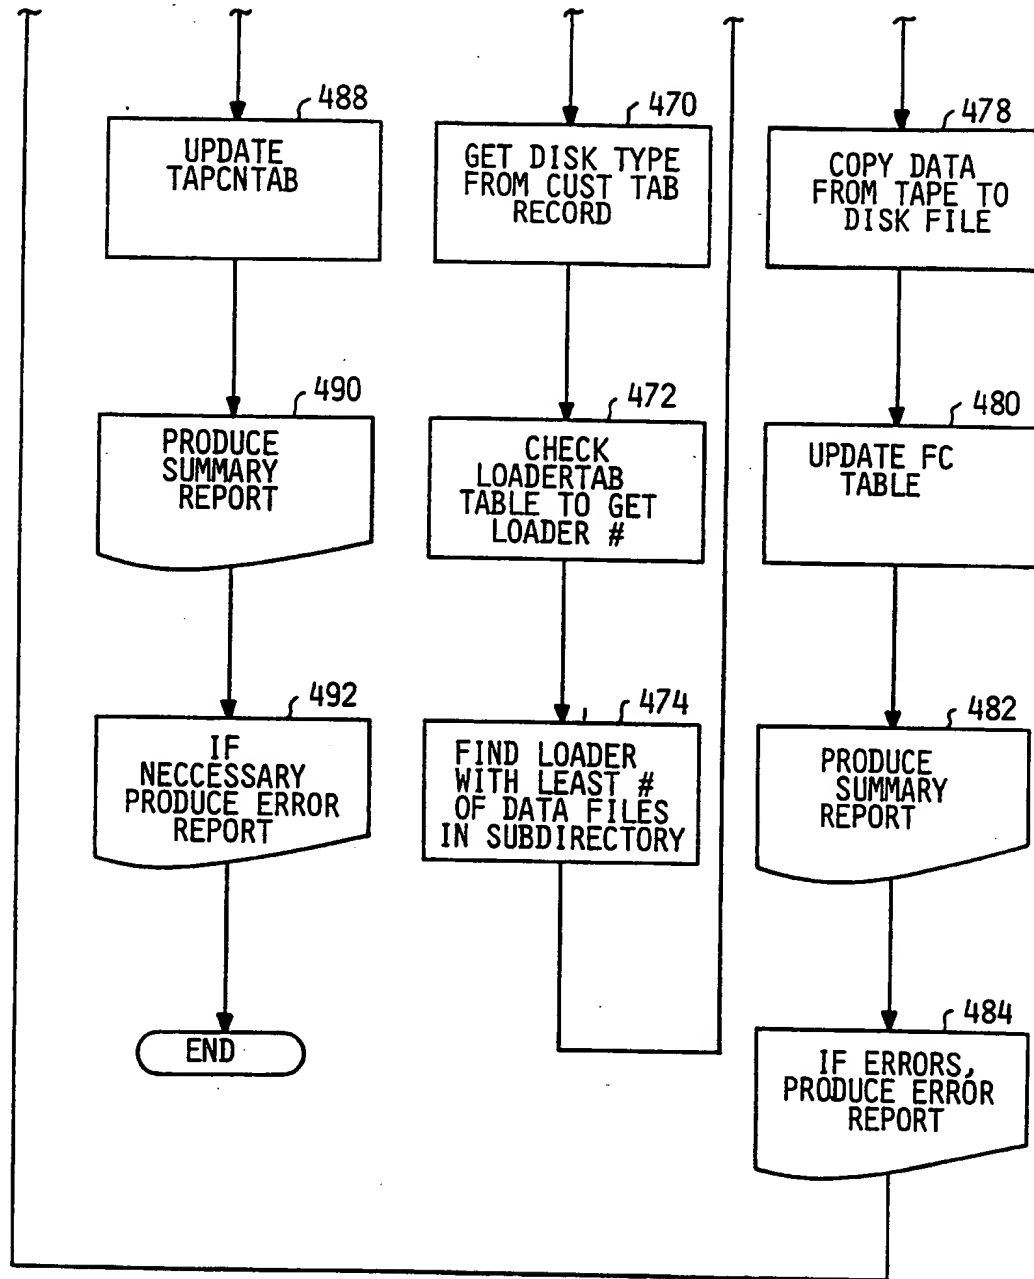 488
UPDATE
TAPCNTAB
490
PRODUCE
SUMMARY
REPORT
492
IF
NECCESSARY
PRODUCE ERROR
REPORT
END
470
GET DISK TYPE
FROM CUST TAB
RECORD
472
CHECK
LOADERTAB
TABLE TO GET
LOADER #
474
FIND LOADER
WITH LEAST #
OF DATA FILES
IN SUBDIRECTORY
478
COPY DATA
FROM TAPE TO
DISK FILE
480
UPDATE FC
TABLE
482
PRODUCE
SUMMARY
REPORT
484
IF ERRORS,
PRODUCE ERROR
REPORT